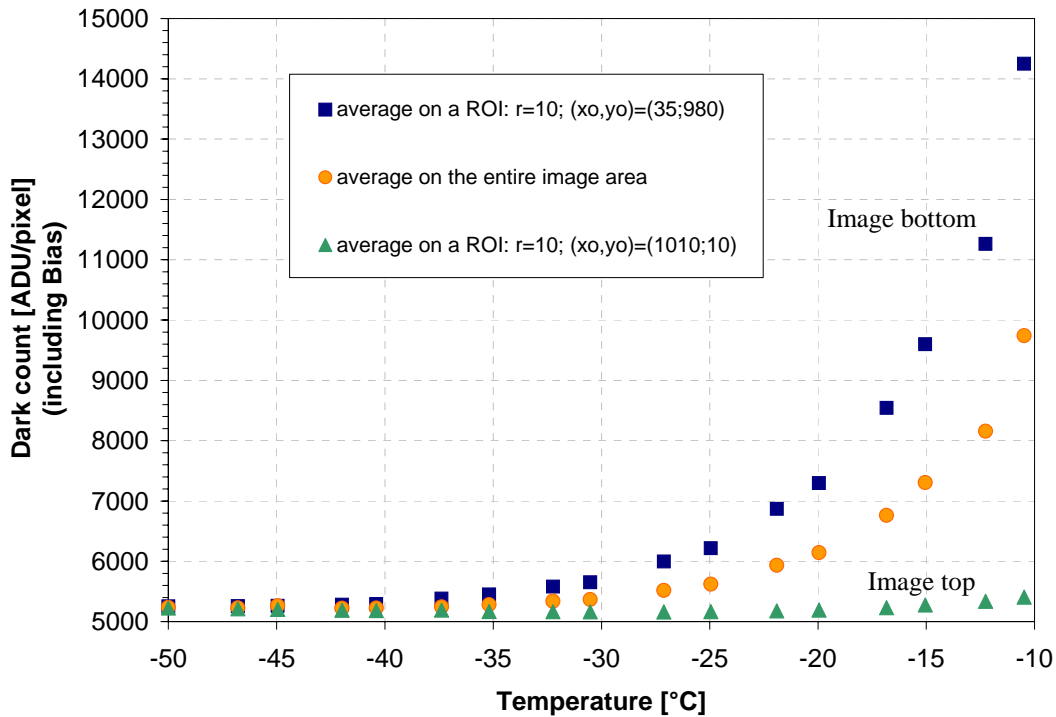 15000
14000
13000
12000
11000
10000
9000
8000
7000
6000
5000
Dark count [ADU/pixel]
(including Bias)
average on a ROI: r=10; (xo,yo)=(35;980)
average on the entire image area
average on a ROI: r=10; (xo,yo)=(1010;10)
Image bottom
Image top
-50 -45 -40 -35 -30 -25 -20 -15 -10
Temperature [°C]